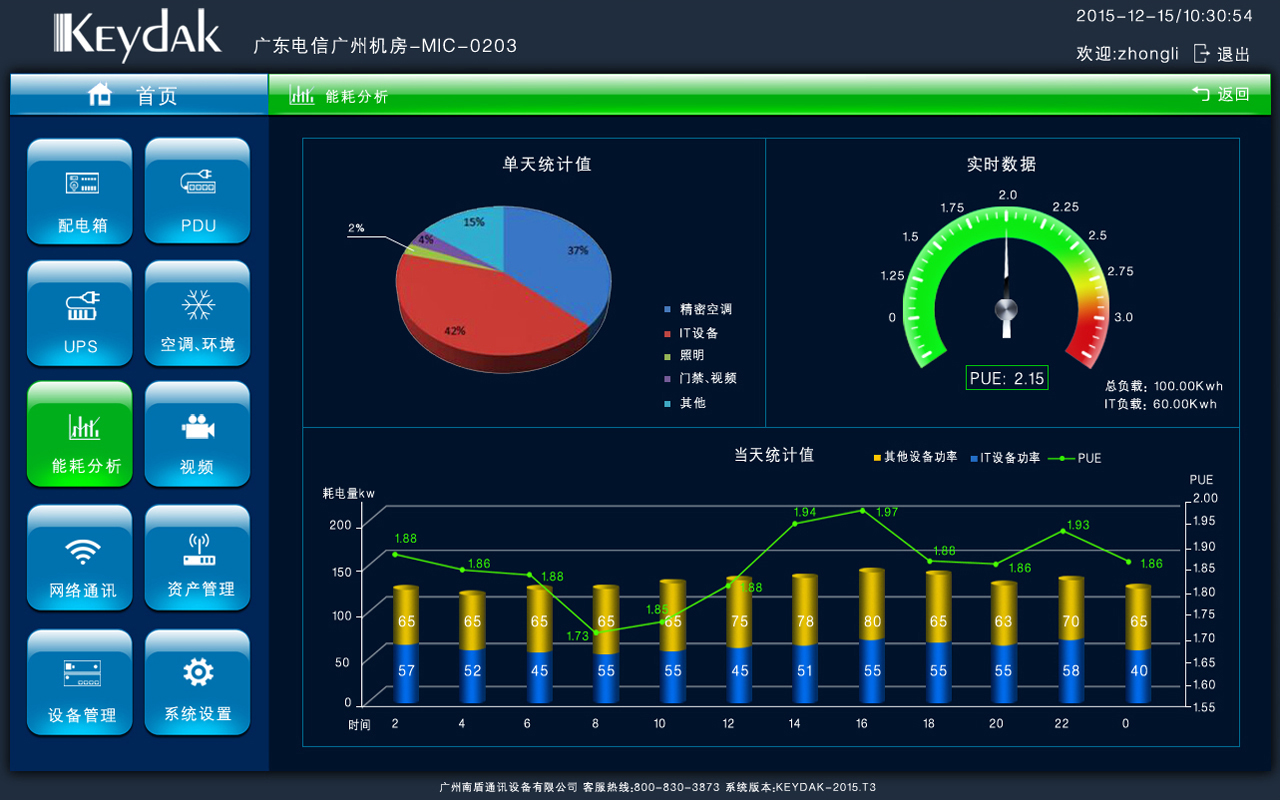 KEYDAK
2015-12-15/10:30:54
广东电信广州机房-MIC-0203
欢迎:zhongli 退出
首页
能耗分析
返回
配电箱
PDU
UPS
空调、环境
能耗分析
视频
网络通讯
资产管理
设备管理
系统设置
单天统计值
2%
4%
15%
37%
42%
精密空调
IT设备
照明
门禁、视频
其他
实时数据
0
1.25
1.5
1.75
2.0
2.25
2.5
2.75
3.0
PUE: 2.15
总负载: 100.00Kwh
IT负载: 60.00Kwh
当天统计值
其他设备功率 IT设备功率 PUE
耗电量kw
PUE
200
150
100
50
0
2.00
1.95
1.90
1.85
1.80
1.75
1.70
1.65
1.60
1.55
1.88 1.86 1.88 1.73 1.85 1.88 1.94 1.97 1.88 1.86 1.93 1.86
65 65 65 65 65 75 78 80 65 63 70 65
57 52 45 55 55 45 51 55 55 55 58 40
时间 2 4 6 8 10 12 14 16 18 20 22 0
广州南盾通讯设备有限公司 客服热线:800-830-3873 系统版本:KEYDAK-2015.T3